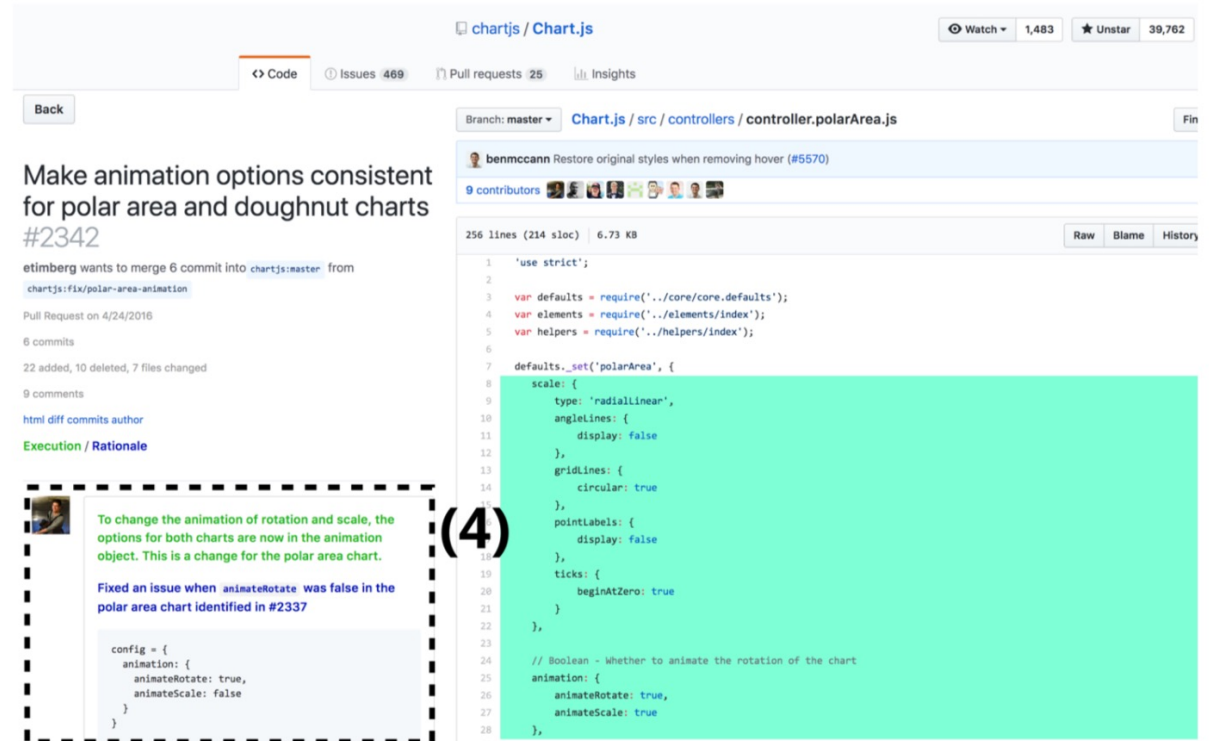 chartjs / Chart.js
Watch 1,483
Unstar 39,762
<> Code
Issues 469
Pull requests 25
Insights
Back
Make animation options consistent
for polar area and doughnut charts
#2342
etimberg wants to merge 6 commit into chartjs:master from
chartjs:fix/polar-area-animation
Pull Request on 4/24/2016
6 commits
22 added, 10 deleted, 7 files changed
9 comments
html diff commits author
Execution / Rationale
To change the animation of rotation and scale, the
options for both charts are now in the animation
object. This is a change for the polar area chart.
Fixed an issue when animateRotate was false in the
polar area chart identified in #2337
config = {
animation: {
animateRotate: true,
animateScale: false
}
}
(4)
Branch: master
Chart.js / src / controllers / controller.polarArea.js
Fin
benmccann Restore original styles when removing hover (#5570)
9 contributors
256 lines (214 sloc) 6.73 KB
Raw Blame History
1 'use strict';
2
3 var defaults = require('../core/core.defaults');
4 var elements = require('../elements/index');
5 var helpers = require('../helpers/index');
6
7 defaults._set('polarArea', {
8 scale: {
9 type: 'radialLinear',
10 angleLines: {
11 display: false
12 },
13 gridLines: {
14 circular: true
},
pointLabels: {
display: false
18 },
19 ticks: {
20 beginAtZero: true
21 }
22 },
23
24 // Boolean - Whether to animate the rotation of the chart
25 animation: {
26 animateRotate: true,
27 animateScale: true
28 },